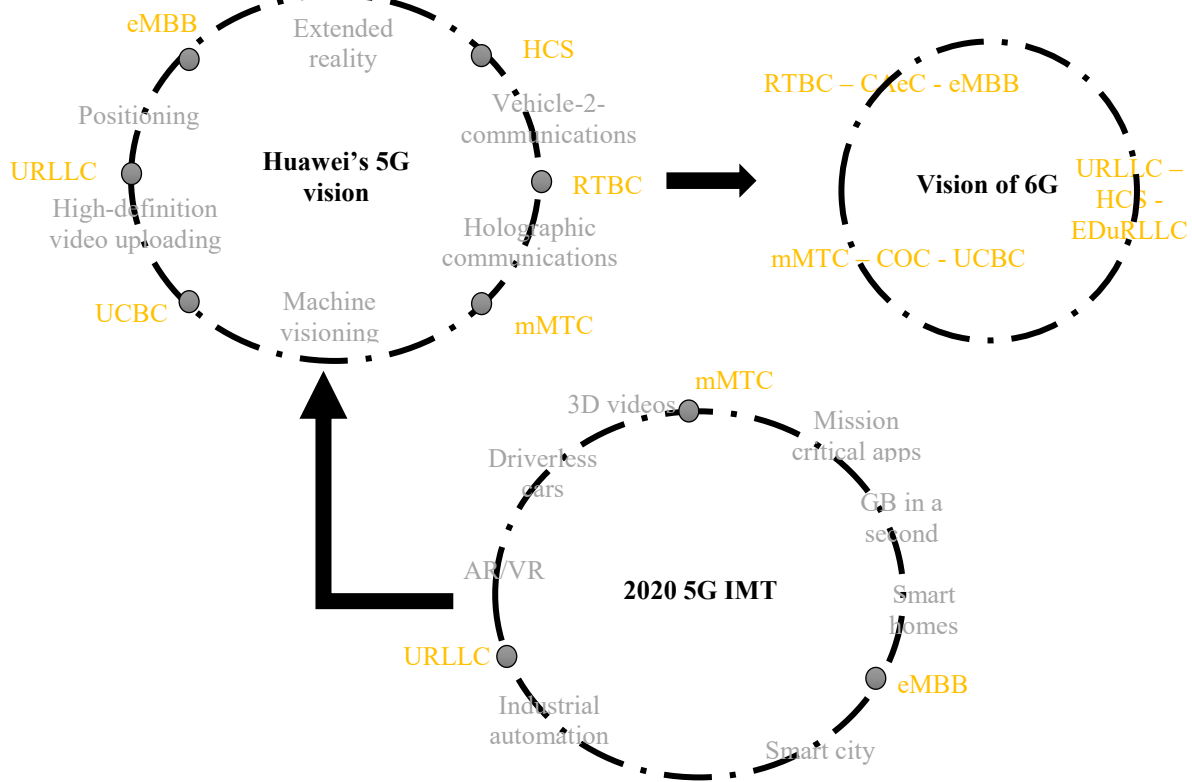 eMBB
Extended
reality
HCS
Positioning
Vehicle-2-
communications
URLLC
Huawei's 5G
vision
RTBC
High-definition
video uploading
Holographic
communications
UCBC
Machine
visioning
mMTC
RTBC – CAeC - eMBB
Vision of 6G
URLLC –
HCS -
EDuRLLC
mMTC – COC - UCBC
mMTC
3D videos
Mission
critical apps
Driverless
cars
GB in a
second
AR/VR
2020 5G IMT
Smart
homes
URLLC
eMBB
Industrial
automation
Smart city